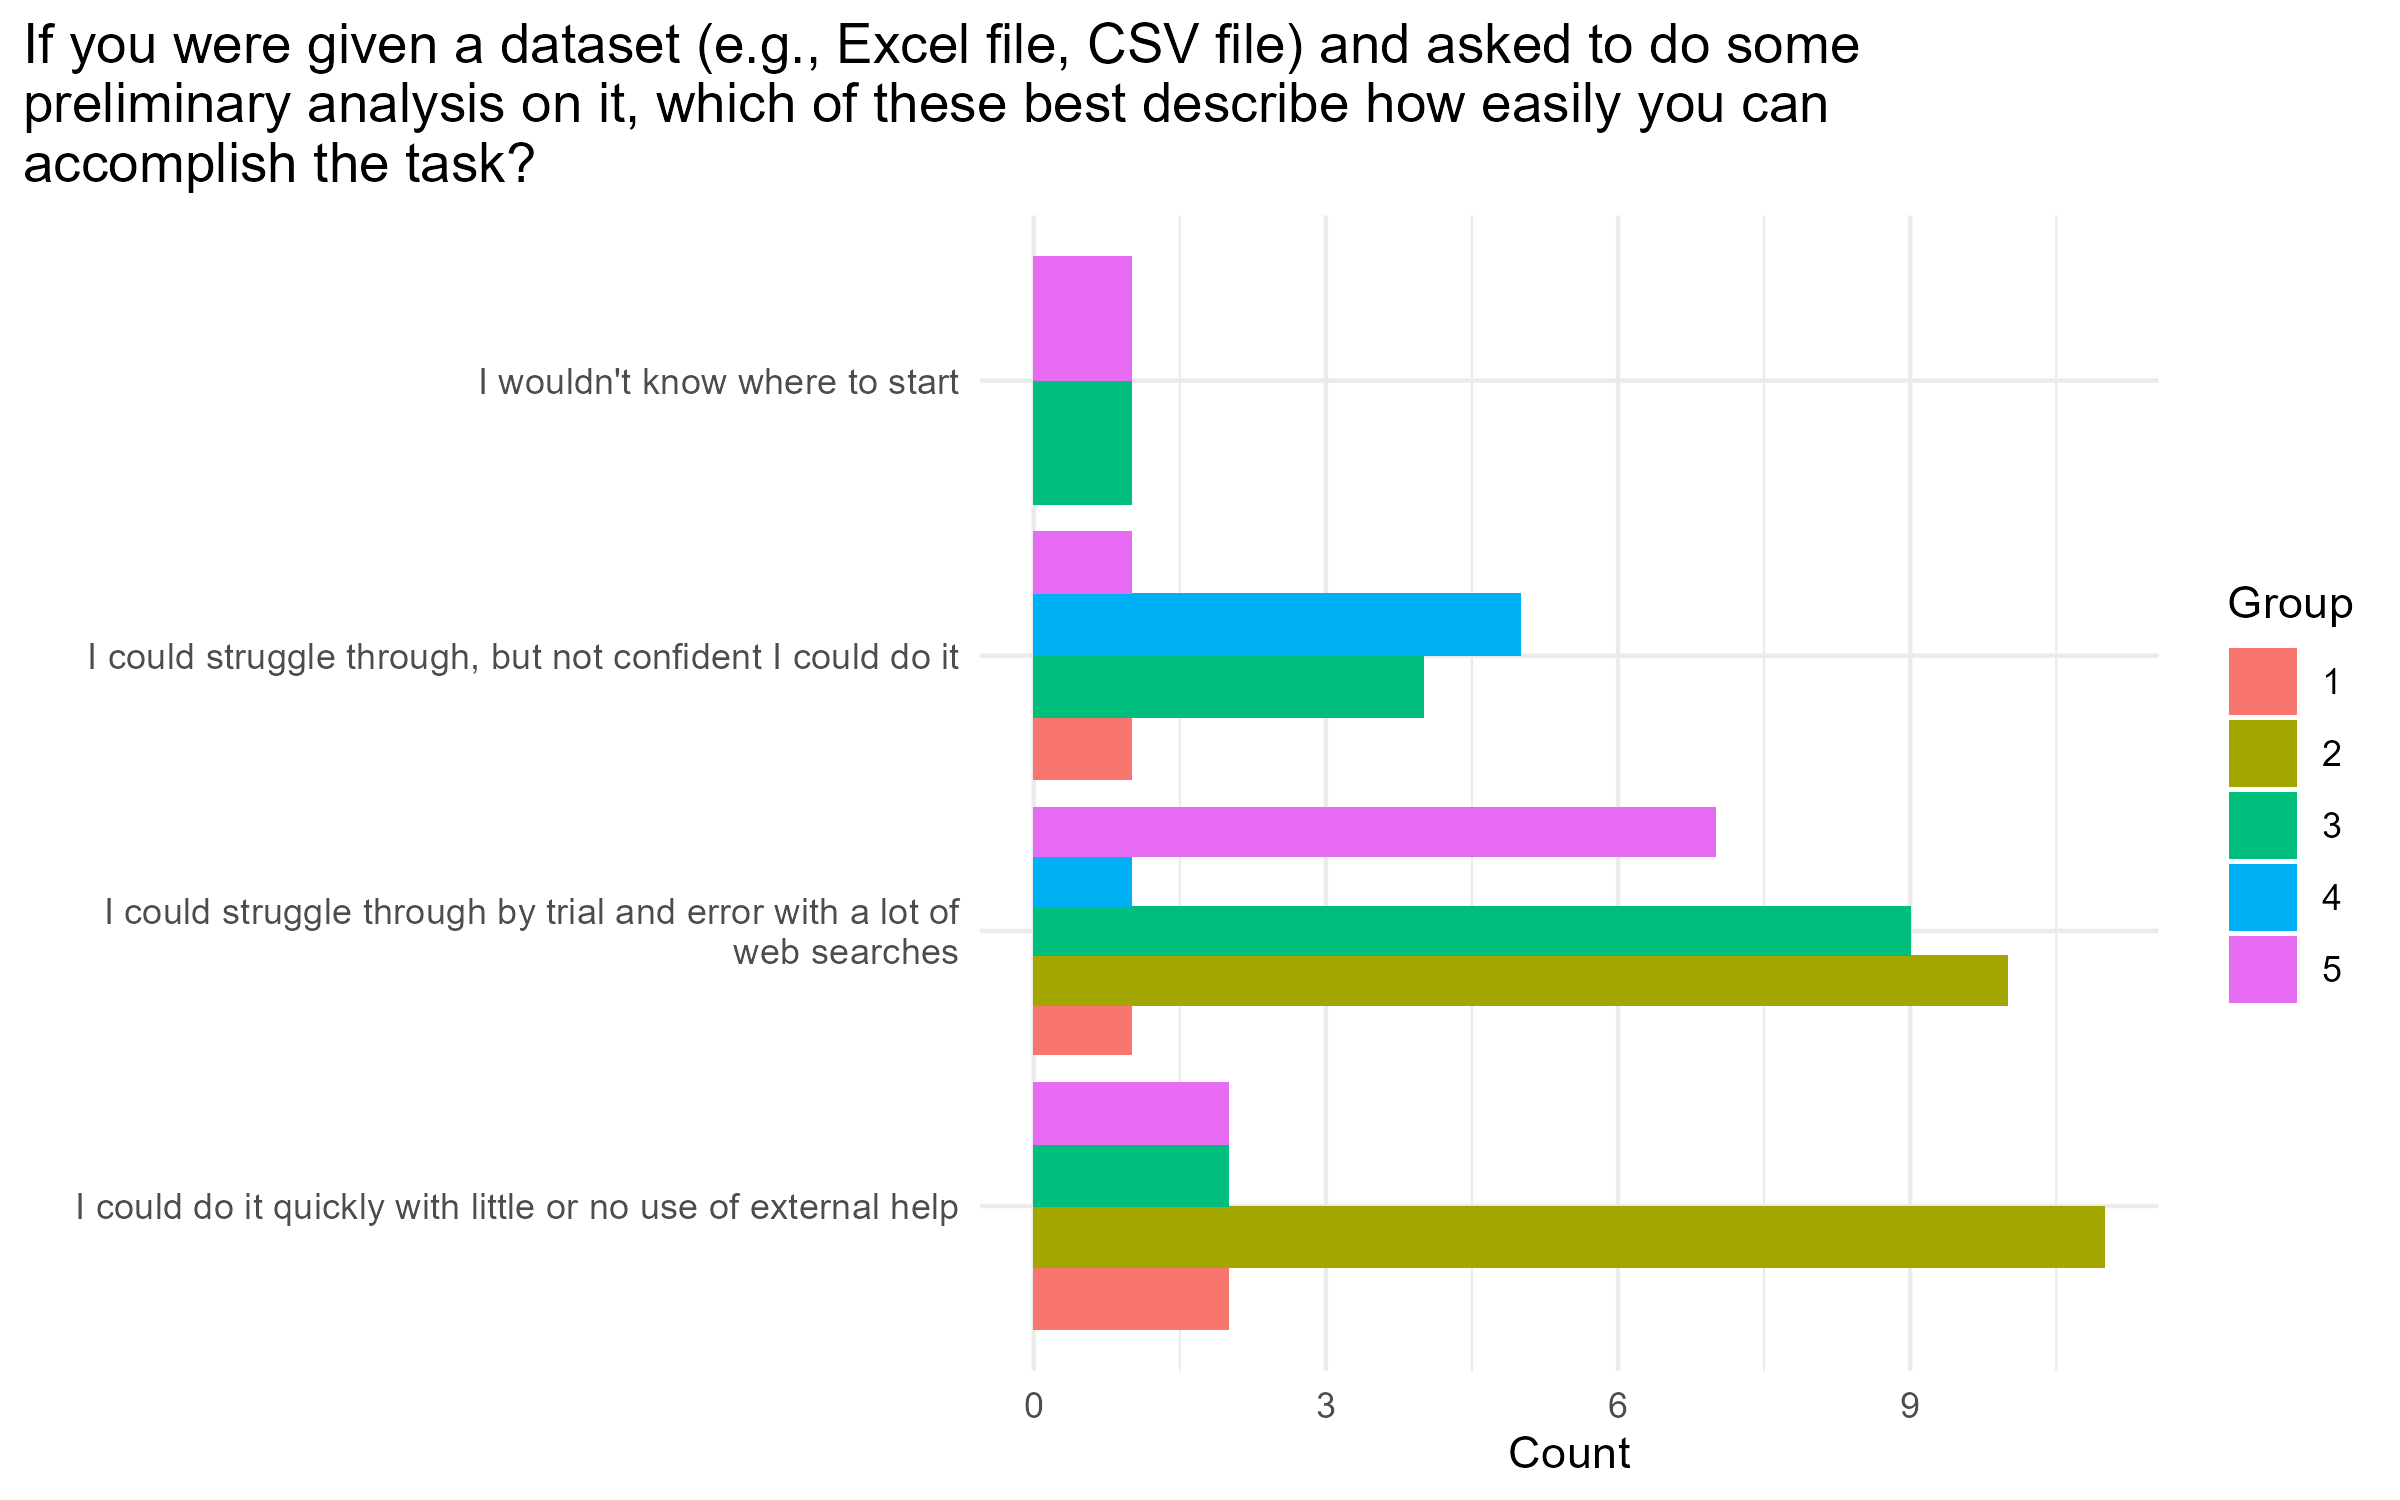 If you were given a dataset (e.g., Excel file, CSV file) and asked to do some
preliminary analysis on it, which of these best describe how easily you can
accomplish the task?
I wouldn't know where to start
I could struggle through, but not confident I could do it
I could struggle through by trial and error with a lot of
web searches
I could do it quickly with little or no use of external help
0 3 6 9
Count
Group
1
2
3
4
5